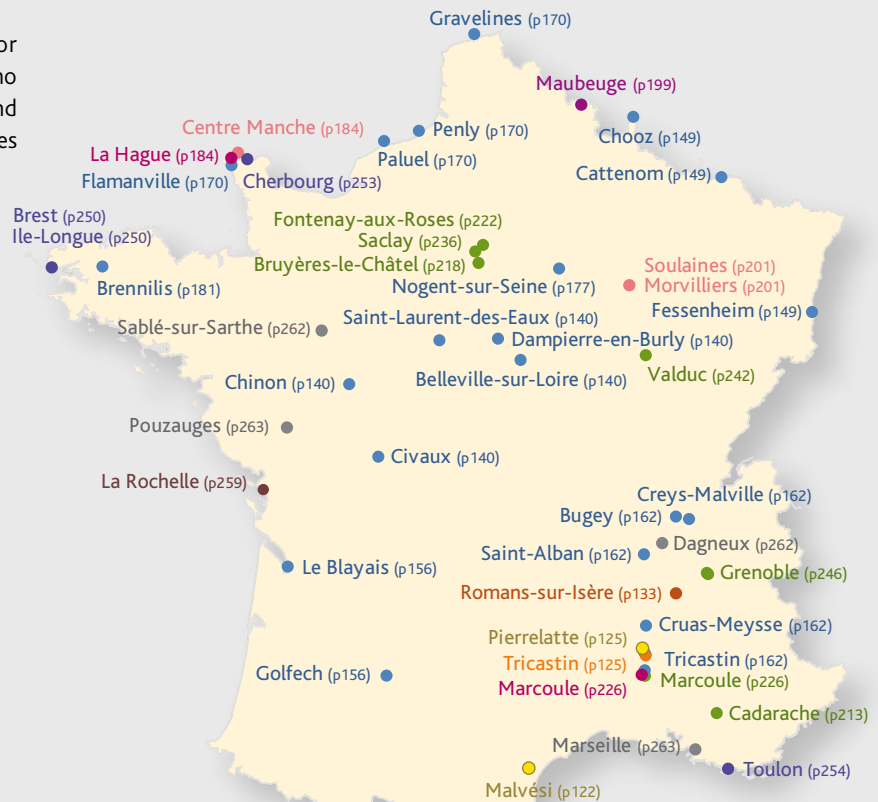 or
no
nd
es
Gravelines (p170)
Maubeuge (p199)
Centre Manche (p184)
Penly (p170)
Chooz (p149)
La Hague (p184)
Paluel (p170)
Flamanville (p170)
Cherbourg (p253)
Cattenom (p149)
Brest (p250)
Ile-Longue (p250)
Fontenay-aux-Roses (p222)
Saclay (p236)
Bruyères-le-Châtel (p218)
Soulaines (p201)
Morvilliers (p201)
Brennilis (p181)
Nogent-sur-Seine (p177)
Fessenheim (p149)
Sablé-sur-Sarthe (p262)
Saint-Laurent-des-Eaux (p140)
Dampierre-en-Burly (p140)
Chinon (p140)
Belleville-sur-Loire (p140)
Valduc (p242)
Pouzauges (p263)
Civaux (p140)
La Rochelle (p259)
Creys-Malville (p162)
Bugey (p162)
Dagneux (p262)
Saint-Alban (p162)
Le Blayais (p156)
Grenoble (p246)
Romans-sur-Isère (p133)
Cruas-Meysse (p162)
Pierrelatte (p125)
Tricastin (p125)
Tricastin (p162)
Golfech (p156)
Marcoule (p226)
Marcoule (p226)
Cadarache (p213)
Marseille (p263)
Toulon (p254)
Malvési (p122)